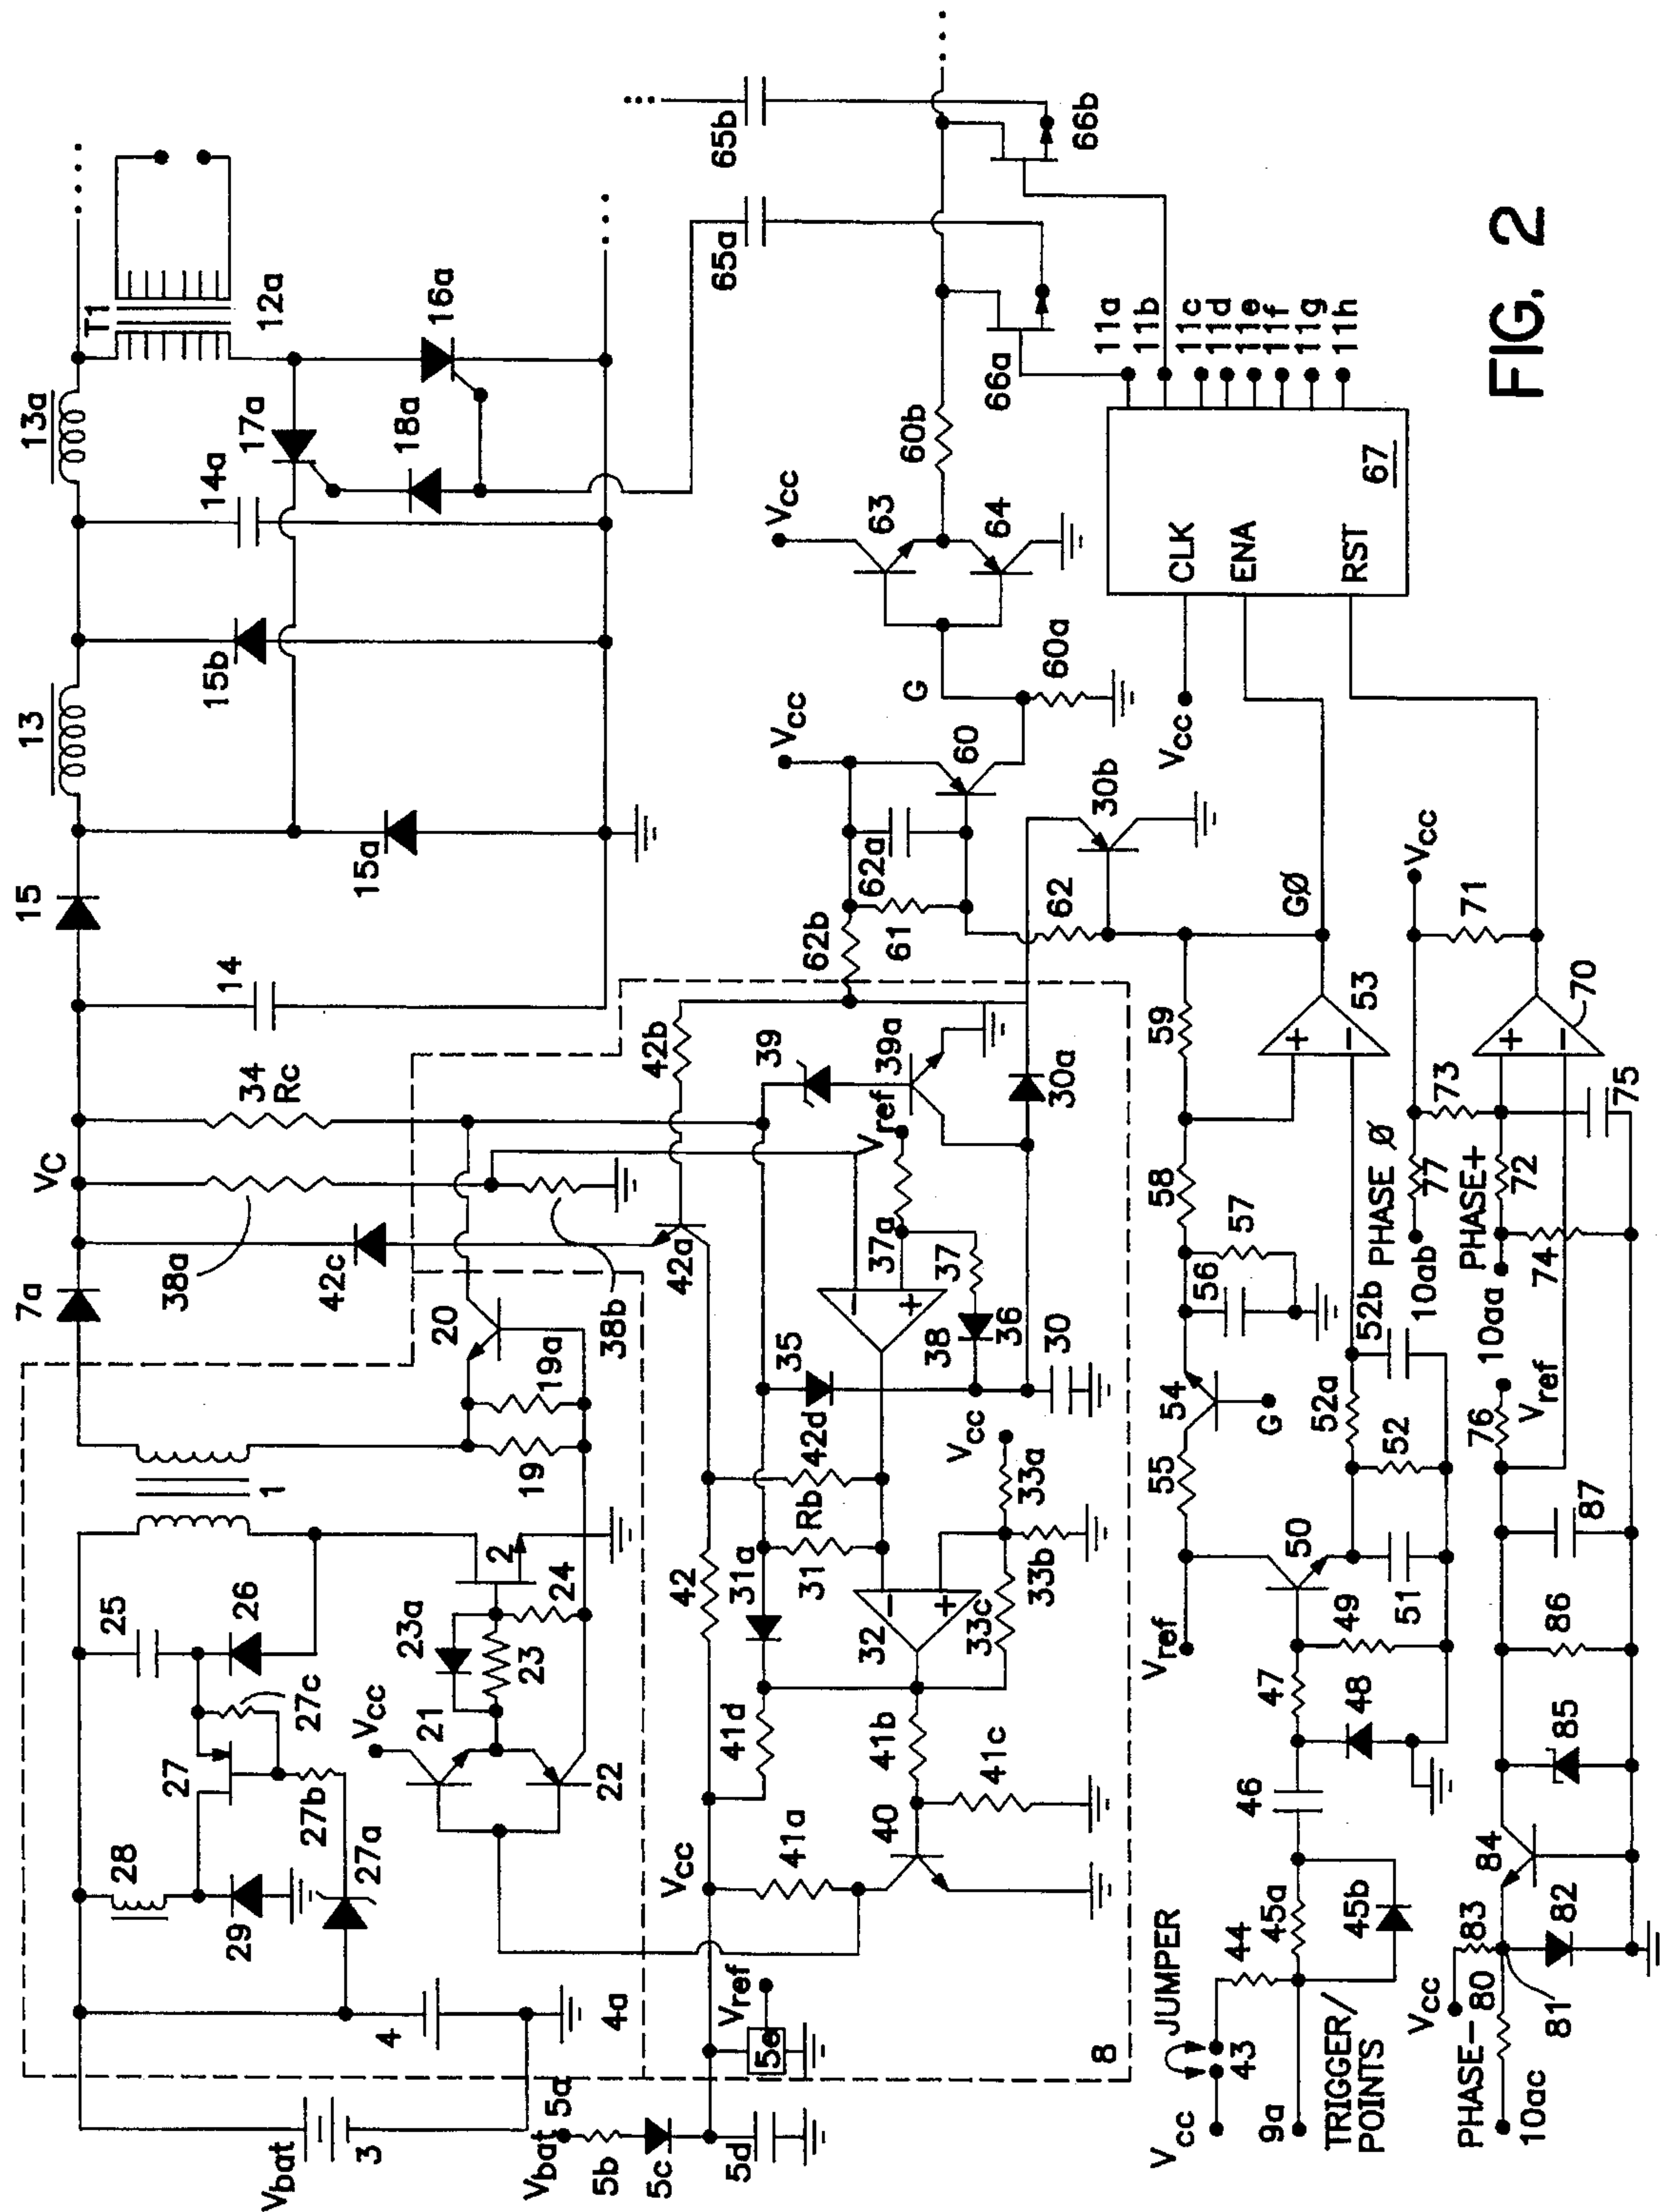 13a
T1
12a
16a
17a
18a
14a
65b
65a
66b
15
13
15b
15a
VC
7a
14
34
Rc
38a
42c
1
25
26
27c
27
28
27b
27a
29
4
4a
Vbat
3
20
19a
19
38b
2
24
23a
23
21
Vcc
22
Vcc
63
64
60b
66a
11a
11b
11c
11d
11e
11f
11g
11h
Vcc
60
G
60a
62b
62a
61
62
30b
GØ
Vcc
CLK
ENA
RST
67
FIG. 2
42b
42a
39
39a
Vref
37a
37
38
36
30a
30
35
42d
Rb
31
31a
42
Vcc
33a
33b
33c
32
41d
41b
41c
40
41a
Vcc
Vref
5e
8
Vbat
5a
5b
5c
5d
59
58
57
56
54
G
55
Vref
53
52b
52a
52
50
51
49
47
48
46
45a
45b
44
JUMPER
43
Vcc
9a
TRIGGER/
POINTS
Vcc
71
70
73
75
77
PHASE Ø
10ab
PHASE+
72
74
10aa
Vref
76
87
86
85
84
83
82
Vcc
80
81
PHASE-
10ac